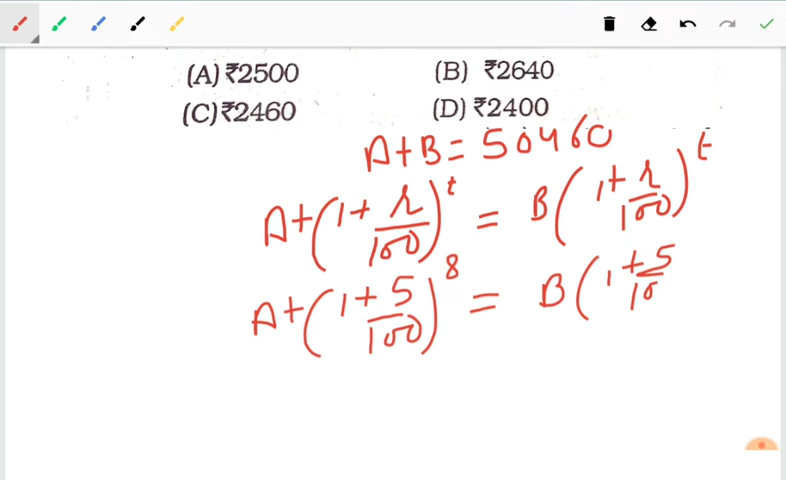 (A) ₹2500 (B) ₹2640
(C) ₹2460 (D) ₹2400
A+B = 50460
A+(1+r/100)^t = B(1+r/100)^t
A+(1+5/100)^8 = B(1+5/10